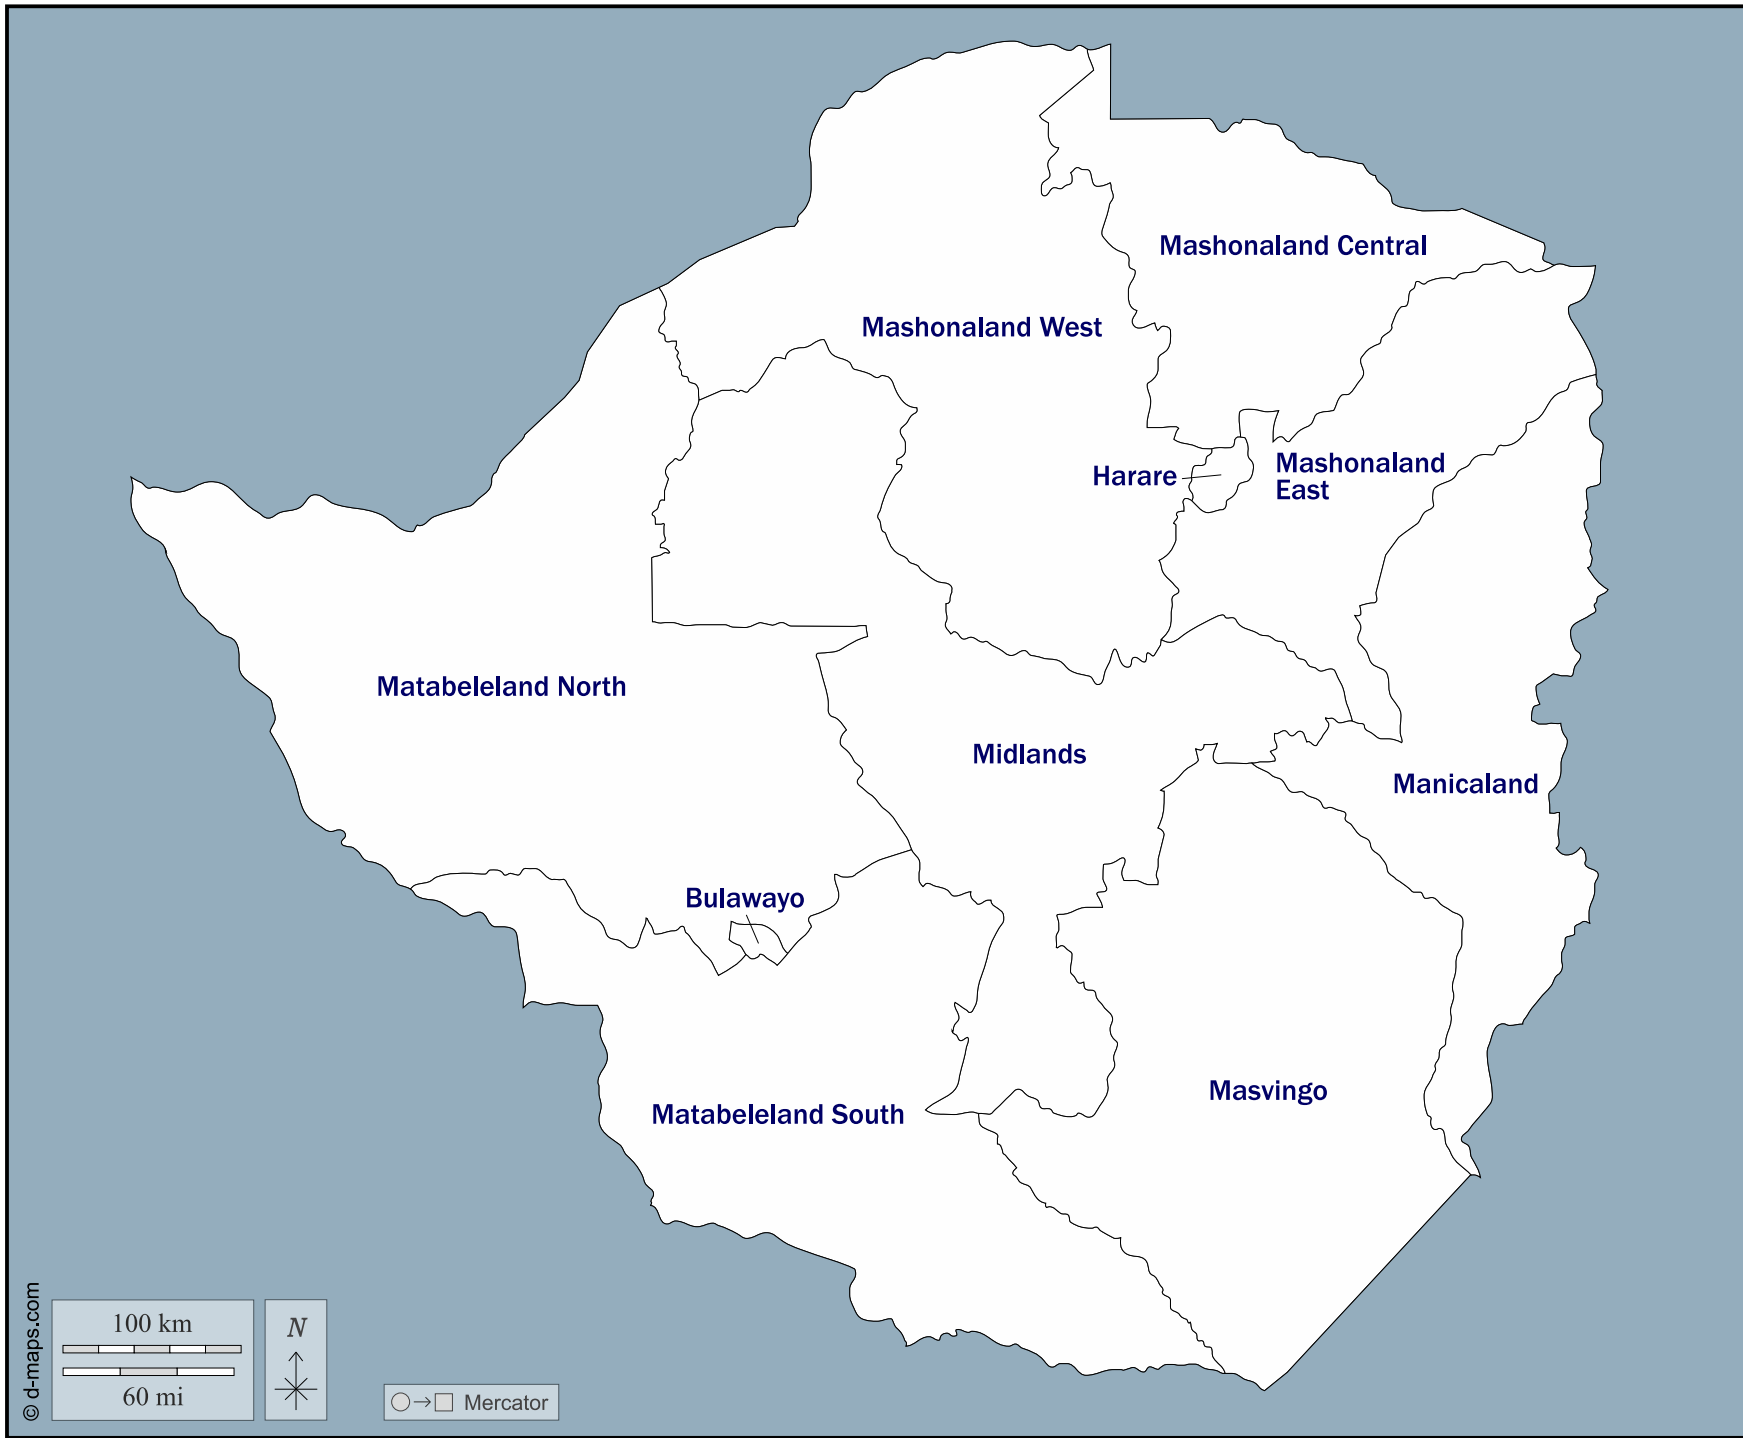 Mashonaland Central
Mashonaland West
Mashonaland
East
Harare
Matabeleland North
Midlands
Manicaland
Bulawayo
Masvingo
Matabeleland South
© d-maps.com
100 km
60 mi
N
Mercator